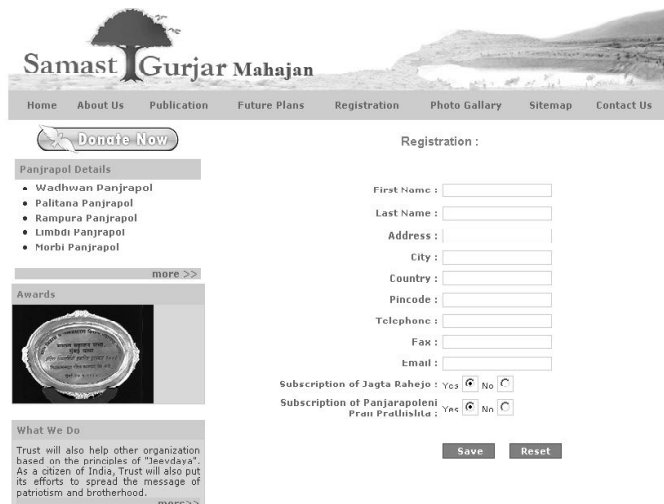 Samast Gurjar Mahajan
Home About Us Publication Future Plans Registration Photo Gallary Sitemap Contact Us
Donate Now
Panjrapol Details
Wadhwan Panjrapol
Palitana Panjrapol
Rampura Panjrapol
Limbdi Panjrapol
Morbi Panjrapol
more >>
Awards
What We Do
Trust will also help other organization
based on the principles of "Jeevdaya".
As a citizen of India, Trust will also put
its efforts to spread the message of
patriotism and brotherhood.
more>>
Registration :
First Name :
Last Name :
Address :
City :
Country :
Pincode :
Telephone :
Fax :
Email :
Subscription of Jagta Rahejo : Yes No
Subscription of Panjarapoleni
Pran Prathishta : Yes No
Save Reset